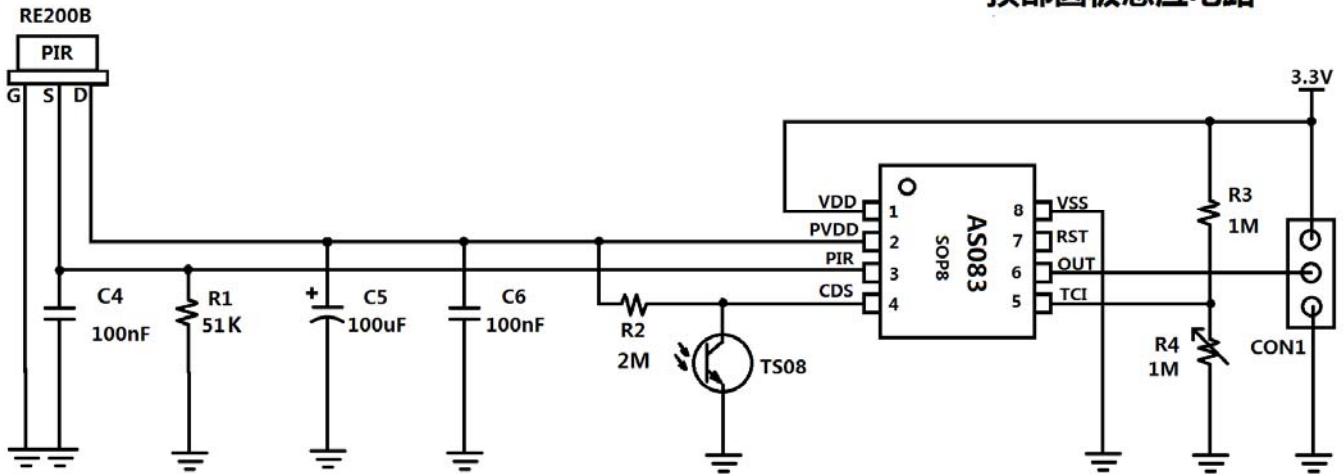 RE200B
PIR
G S D
3.3V
C4
100nF
R1
51K
+
C5
100uF
C6
100nF
R2
2M
TS08
VDD
PVDD
PIR
CDS
1
2
3
4
AS083
SOP8
8
7
6
5
VSS
RST
OUT
TCI
R3
1M
R4
1M
CON1